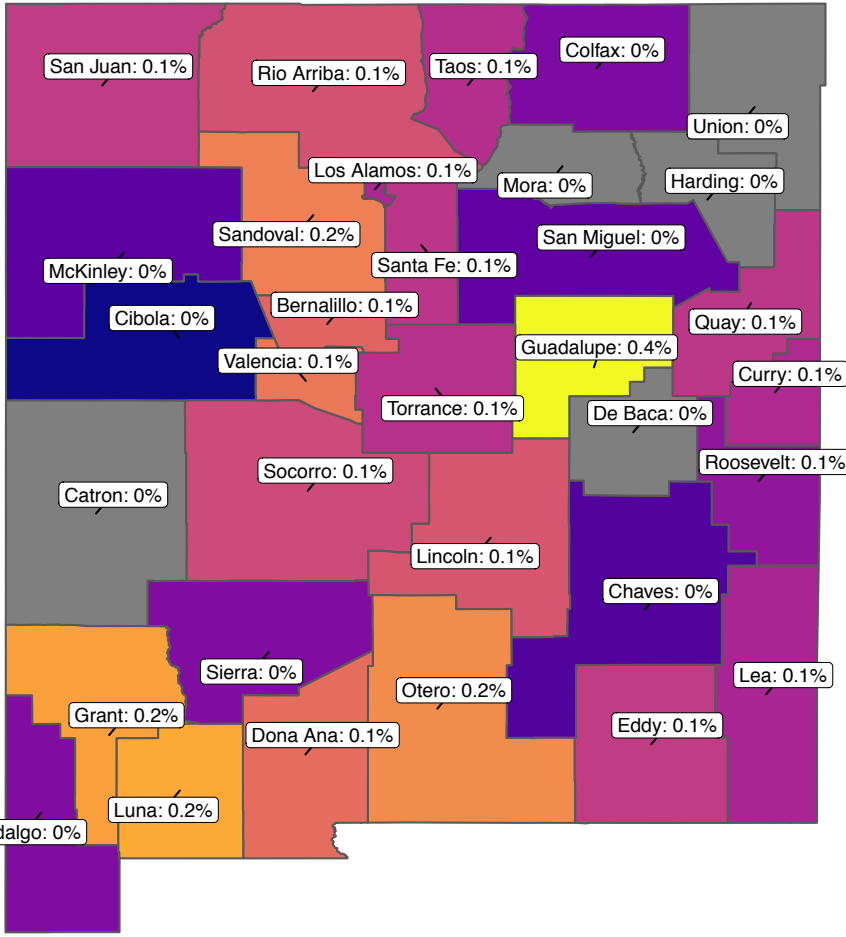 Colfax: 0%
San Juan: 0.1%
Rio Arriba: 0.1%
Taos: 0.1%
Union: 0%
Los Alamos: 0.1%
Mora: 0%
Harding: 0%
Sandoval: 0.2%
San Miguel: 0%
McKinley: 0%
Santa Fe: 0.1%
Cibola: 0%
Bernalillo: 0.1%
Quay: 0.1%
Valencia: 0.1%
Guadalupe: 0.4%
Curry: 0.1%
Torrance: 0.1%
De Baca: 0%
Socorro: 0.1%
Roosevelt: 0.1%
Catron: 0%
Lincoln: 0.1%
Chaves: 0%
Sierra: 0%
Lea: 0.1%
Otero: 0.2%
Grant: 0.2%
Dona Ana: 0.1%
Eddy: 0.1%
Luna: 0.2%
dalgo: 0%